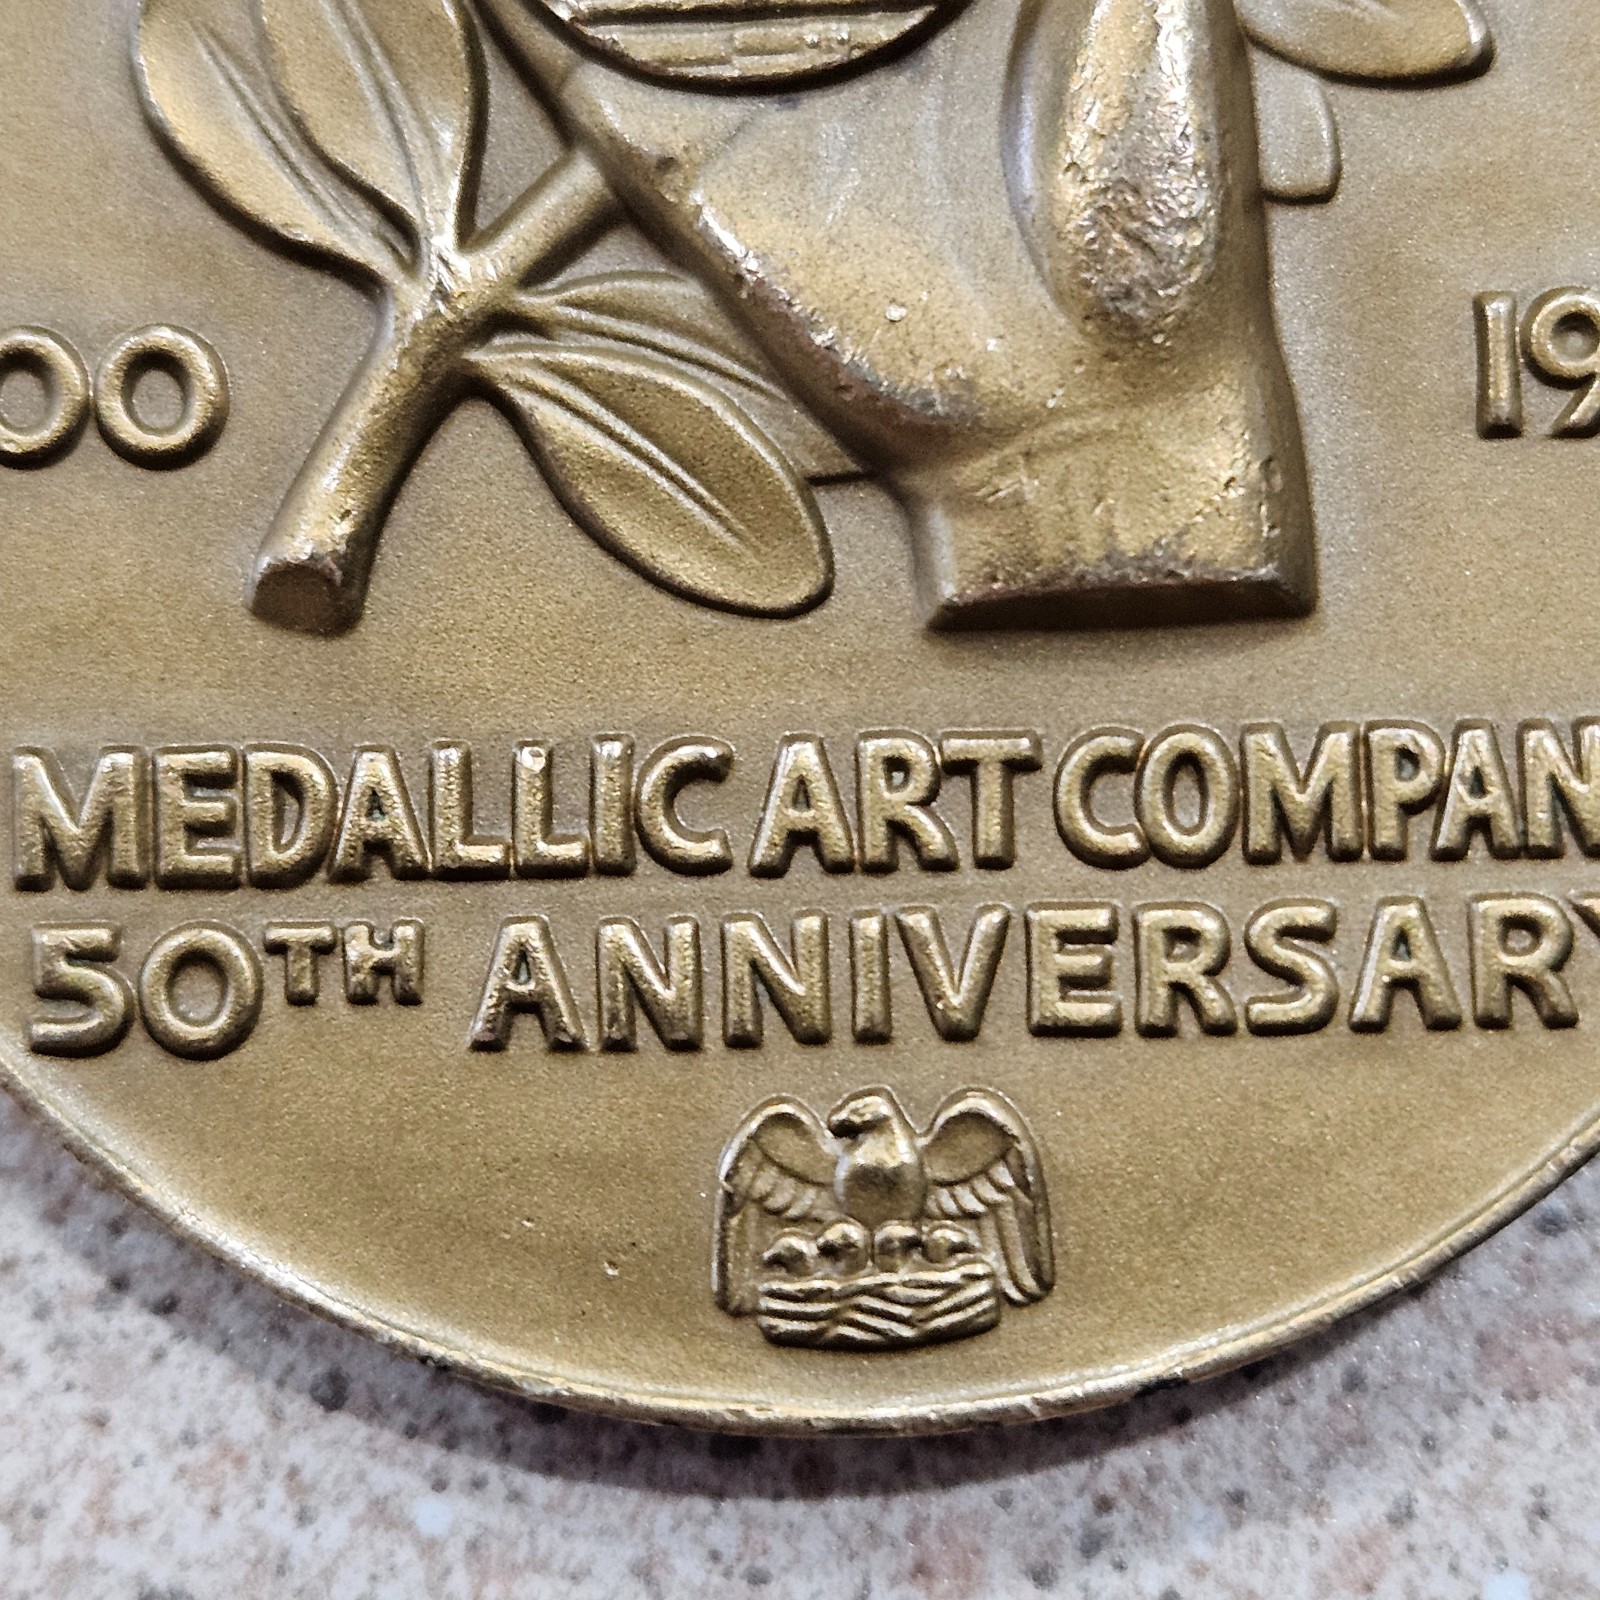 00 19
MEDALLIC ART COMPAN
50TH ANNIVERSARY